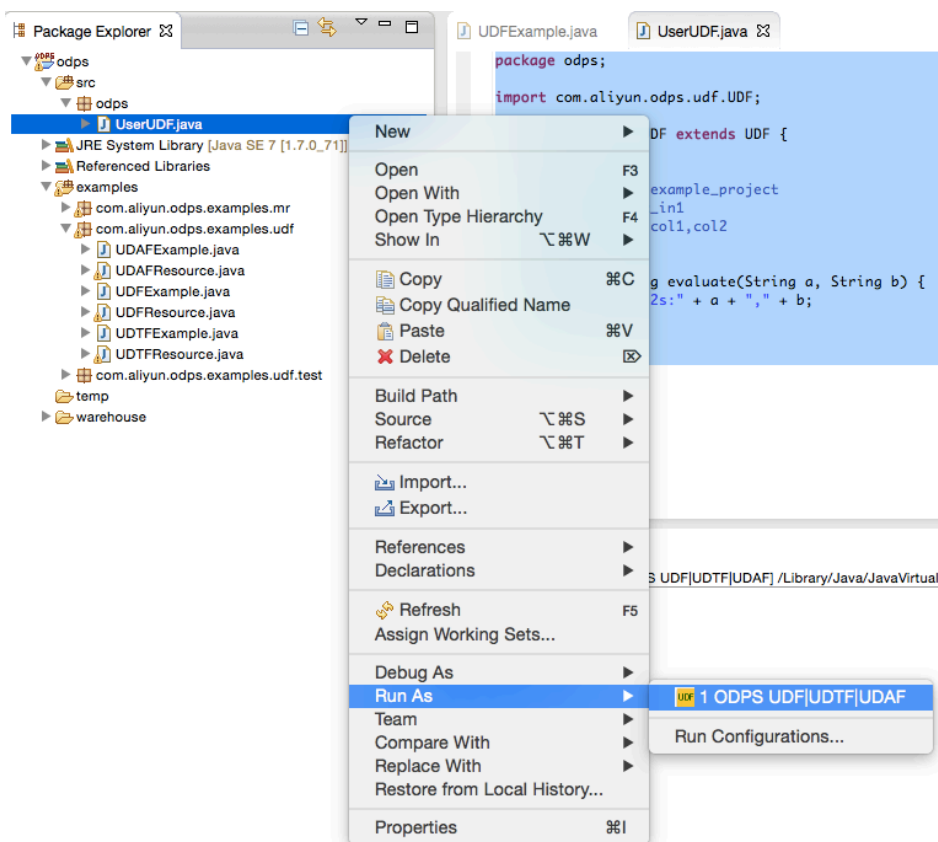 Package Explorer
UDFExample.java
UserUDF.java
odps
src
odps
UserUDF.java
JRE System Library [Java SE 7 [1.7.0_71]]
Referenced Libraries
examples
com.aliyun.odps.examples.mr
com.aliyun.odps.examples.udf
UDAFExample.java
UDAFResource.java
UDFExample.java
UDFResource.java
UDTFExample.java
UDTFResource.java
com.aliyun.odps.examples.udf.test
temp
warehouse
package odps;
import com.aliyun.odps.udf.UDF;
DF extends UDF {
example_project
_in1
col1,col2
g evaluate(String a, String b) {
2s:" + a + "," + b;
New
Open F3
Open With
Open Type Hierarchy F4
Show In ⌥⌘W
Copy ⌘C
Copy Qualified Name
Paste ⌘V
Delete ⌦
Build Path
Source ⌥⌘S
Refactor ⌥⌘T
Import...
Export...
References
Declarations
Refresh F5
Assign Working Sets...
Debug As
Run As
Team
Compare With
Replace With
Restore from Local History...
Properties ⌘I
S UDF|UDTF|UDAF] /Library/Java/JavaVirtual
UDF 1 ODPS UDF|UDTF|UDAF
Run Configurations...